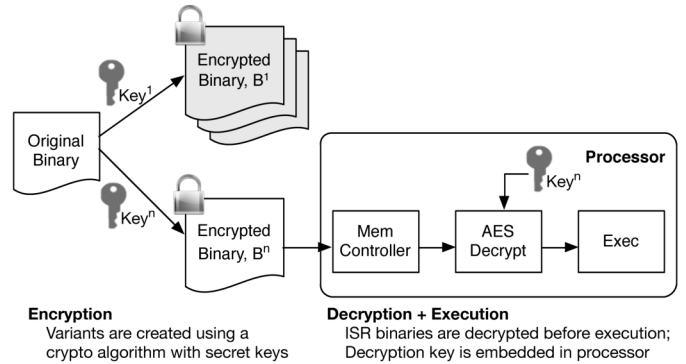 Encrypted
Binary, B¹
Key¹
Original
Binary
Keyⁿ
Encrypted
Binary, Bⁿ
Processor
Keyⁿ
Mem
Controller
AES
Decrypt
Exec
Encryption
Variants are created using a
crypto algorithm with secret keys
Decryption + Execution
ISR binaries are decrypted before execution;
Decryption key is embedded in processor